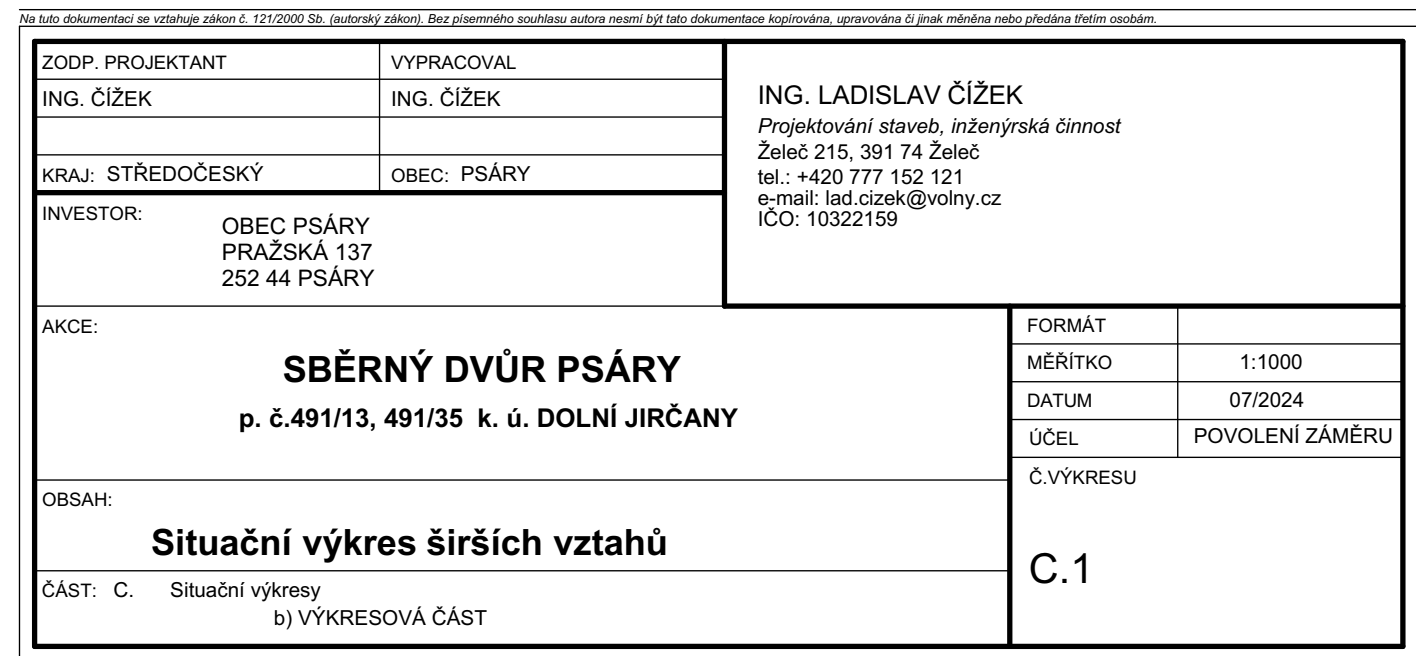 Na tuto dokumentaci se vztahuje zákon č. 121/2000 Sb. (autorský zákon). Bez písemného souhlasu autora nesmí být tato dokumentace kopírována, upravována či jinak měněna nebo předána třetím osobám.
ZODP. PROJEKTANT VYPRACOVAL
ING. ČÍŽEK ING. ČÍŽEK
KRAJ: STŘEDOČESKÝ OBEC: PSÁRY
ING. LADISLAV ČÍŽEK
Projektování staveb, inženýrská činnost
Želeč 215, 391 74 Želeč
tel.: +420 777 152 121
e-mail: lad.cizek@volny.cz
IČO: 10322159
INVESTOR:
OBEC PSÁRY
PRAŽSKÁ 137
252 44 PSÁRY
AKCE:
SBĚRNÝ DVŮR PSÁRY
p. č.491/13, 491/35 k. ú. DOLNÍ JIRČANY
FORMÁT
MĚŘÍTKO 1:1000
DATUM 07/2024
ÚČEL POVOLENÍ ZÁMĚRU
OBSAH:
Situační výkres širších vztahů
ČÁST: C. Situační výkresy
b) VÝKRESOVÁ ČÁST
Č.VÝKRESU
C.1